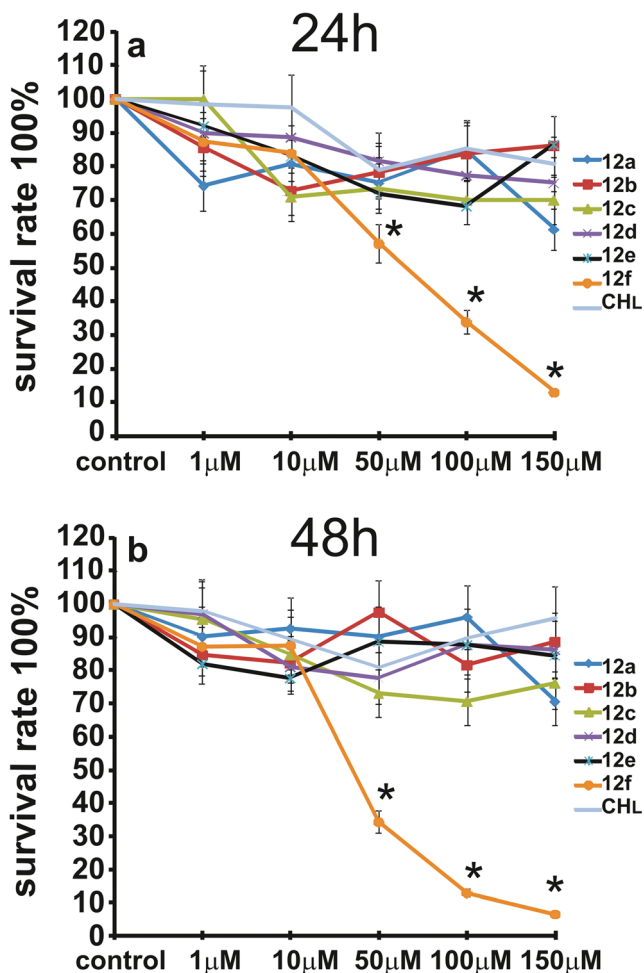 24h
a
survival rate 100%
120
110
100
90
80
70
60
50
40
30
20
10
0
control 1μM 10μM 50μM 100μM 150μM
* * *
12a
12b
12c
12d
12e
12f
CHL
48h
b
survival rate 100%
120
110
100
90
80
70
60
50
40
30
20
10
0
control 1μM 10μM 50μM 100μM 150μM
* * *
12a
12b
12c
12d
12e
12f
CHL